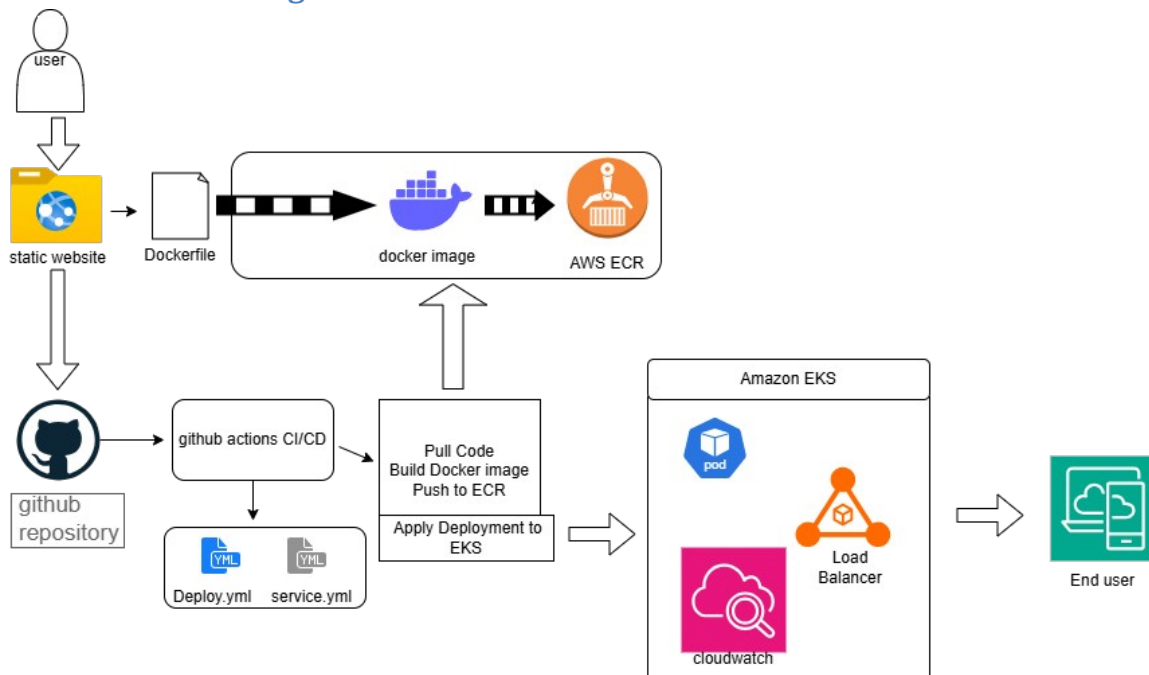 user
static website
Dockerfile
docker image
AWS ECR
github
repository
github actions CI/CD
Pull Code
Build Docker image
Push to ECR
Apply Deployment to
EKS
YML
YML
Deploy.yml
service.yml
Amazon EKS
pod
Load
Balancer
cloudwatch
End user